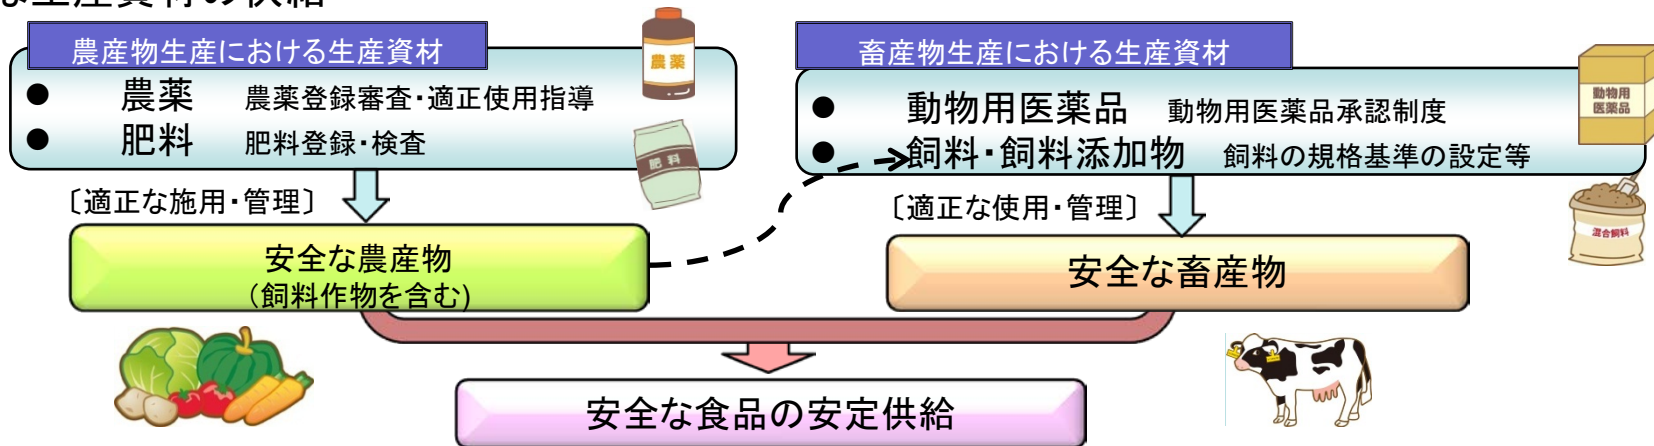 な生産資材の供給
農産物生産における生産資材
● 農薬 農薬登録審査・適正使用指導
● 肥料 肥料登録・検査
農薬
肥料
〔適正な施用・管理〕
安全な農産物
(飼料作物を含む)
畜産物生産における生産資材
● 動物用医薬品 動物用医薬品承認制度
● 飼料・飼料添加物 飼料の規格基準の設定等
動物用
医薬品
混合飼料
〔適正な使用・管理〕
安全な畜産物
安全な食品の安定供給